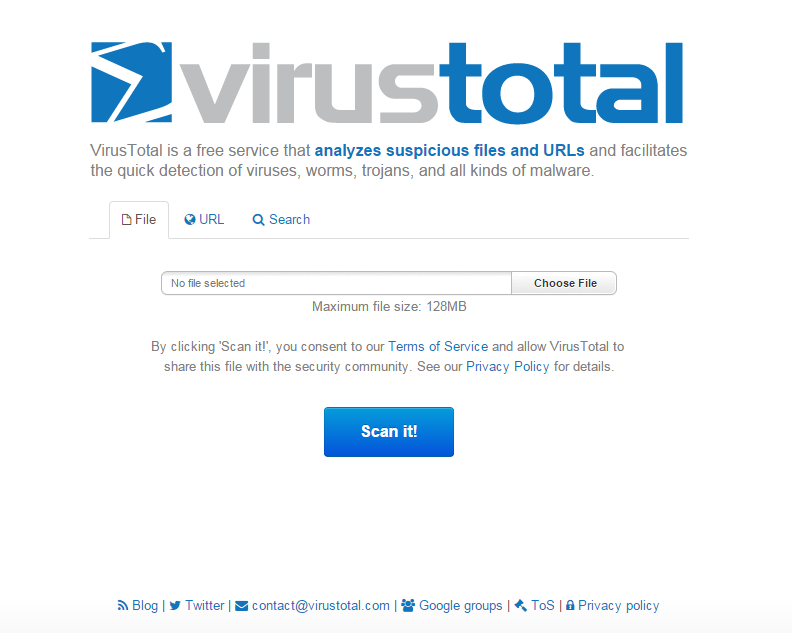 virustotal
VirusTotal is a free service that analyzes suspicious files and URLs and facilitates
the quick detection of viruses, worms, trojans, and all kinds of malware.
File URL Search
No file selected Choose File
Maximum file size: 128MB
By clicking 'Scan it!', you consent to our Terms of Service and allow VirusTotal to
share this file with the security community. See our Privacy Policy for details.
Scan it!
Blog | Twitter | contact@virustotal.com | Google groups | ToS | Privacy policy